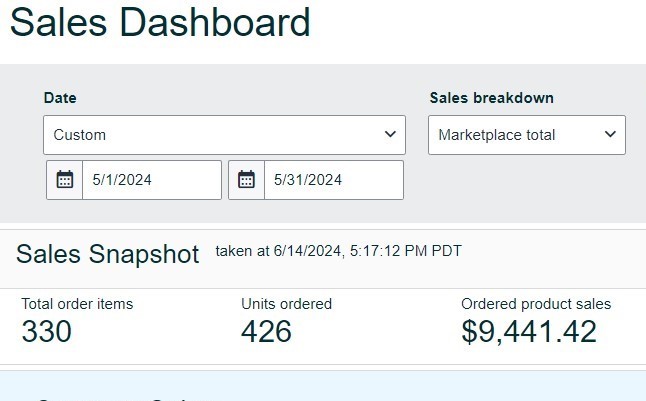 Sales Dashboard
Date
Sales breakdown
Custom
Marketplace total
5/1/2024
5/31/2024
Sales Snapshot taken at 6/14/2024, 5:17:12 PM PDT
Total order items
Units ordered
Ordered product sales
330
426
$9,441.42